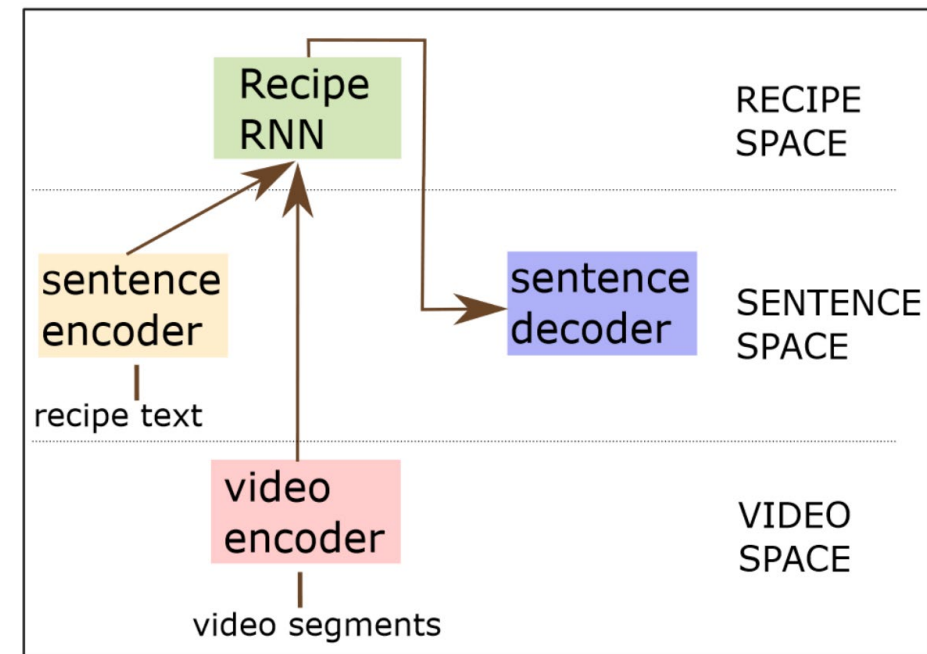 Recipe
RNN
RECIPE
SPACE
sentence
encoder
recipe text
sentence
decoder
SENTENCE
SPACE
video
encoder
video segments
VIDEO
SPACE